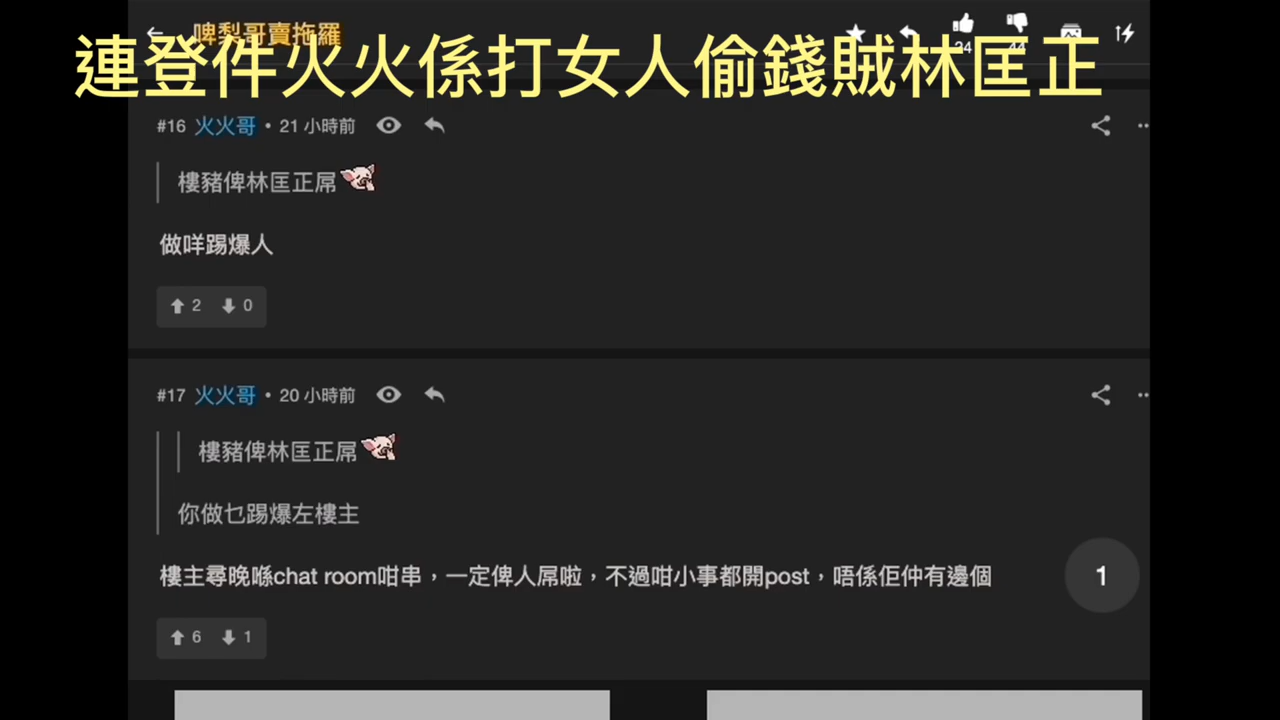 啤梨哥賣拖羅
連登件火火係打女人偷錢賊林匡正
24
44
#16 火火哥 • 21 小時前
樓豬俾林匡正屌
做咩踢爆人
2 0
#17 火火哥 • 20 小時前
樓豬俾林匡正屌
你做乜踢爆左樓主
樓主尋晚喺chat room咁串，一定俾人屌啦，不過咁小事都開post，唔係佢仲有邊個
1
6 1